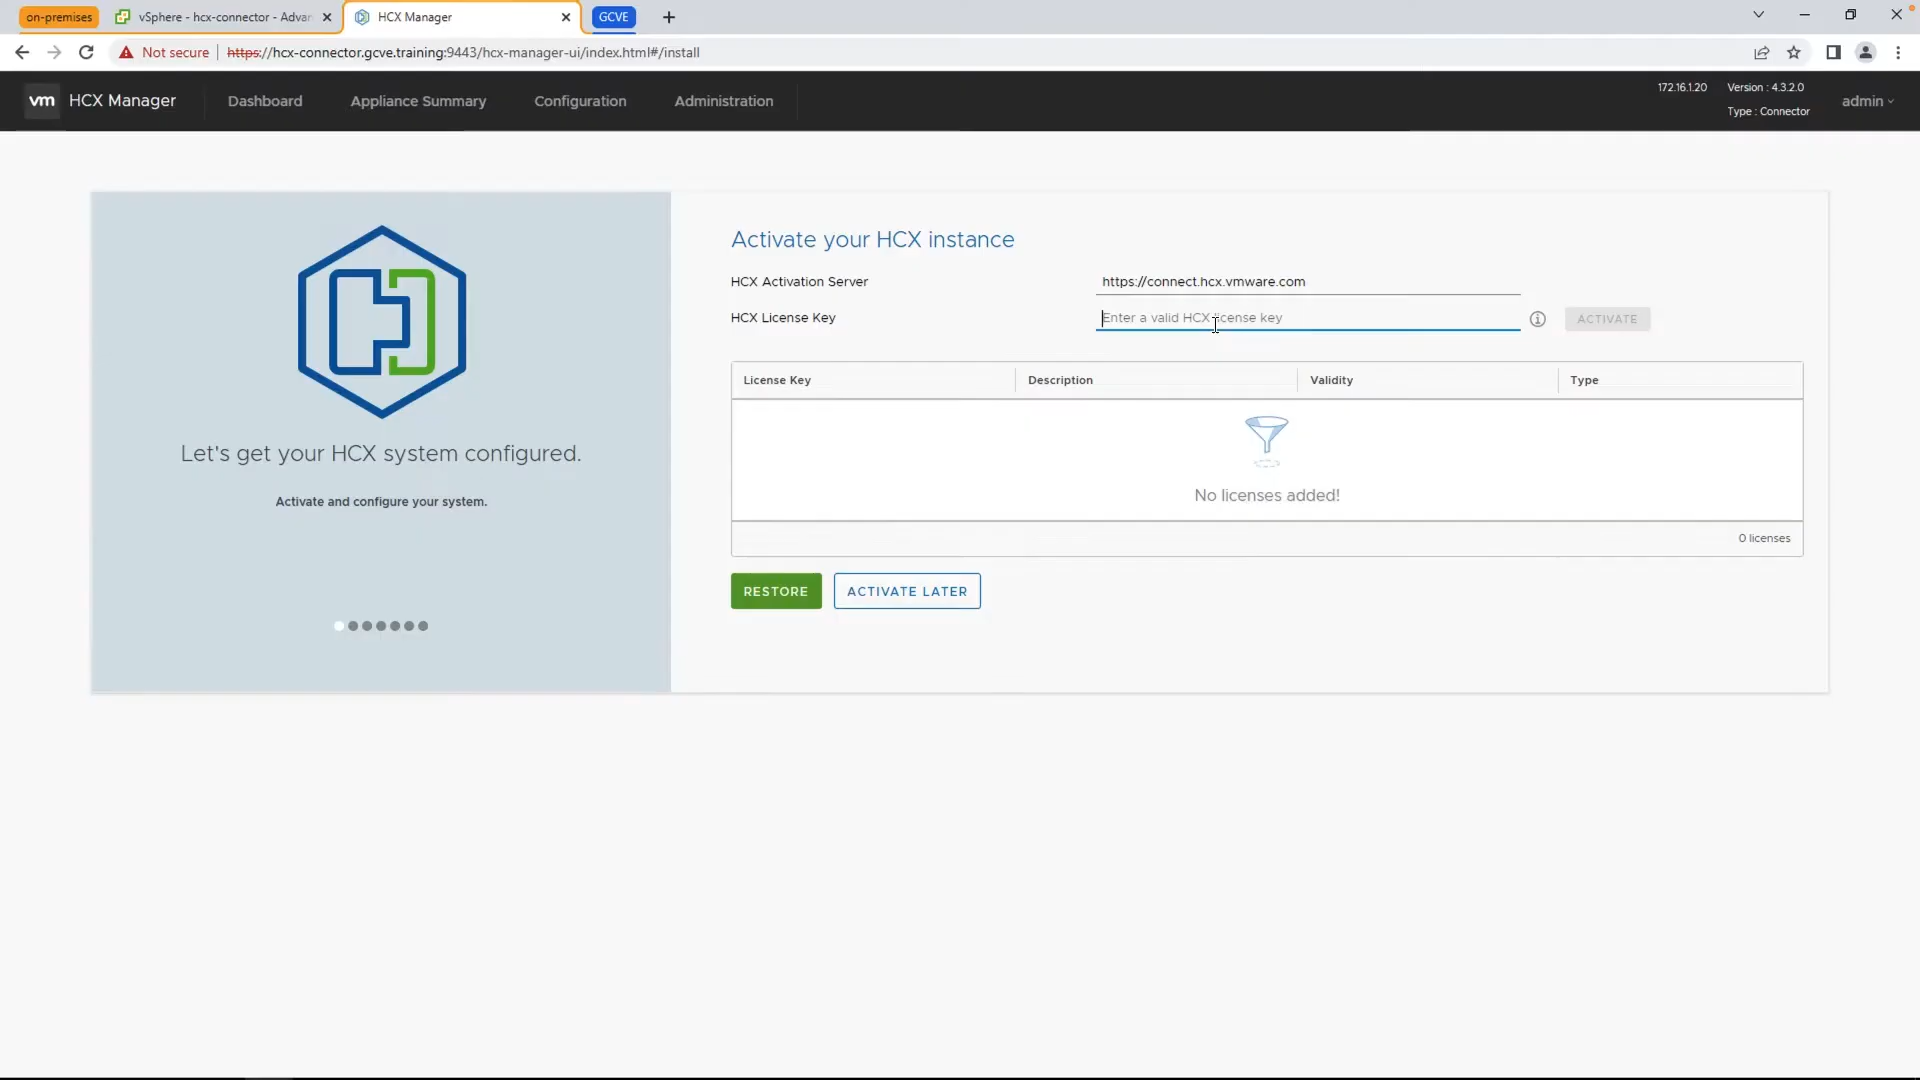 on-premises
vSphere - hcx-connector - Advan
HCX Manager
GCVE
Not secure
https://hcx-connector.gcve.training:9443/hcx-manager-ui/index.html#/install
vm HCX Manager
Dashboard
Appliance Summary
Configuration
Administration
172.16.1.20
Version : 4.3.2.0
Type : Connector
admin
Let's get your HCX system configured.
Activate and configure your system.
Activate your HCX instance
HCX Activation Server
https://connect.hcx.vmware.com
HCX License Key
Enter a valid HCX license key
ACTIVATE
License Key
Description
Validity
Type
No licenses added!
0 licenses
RESTORE
ACTIVATE LATER